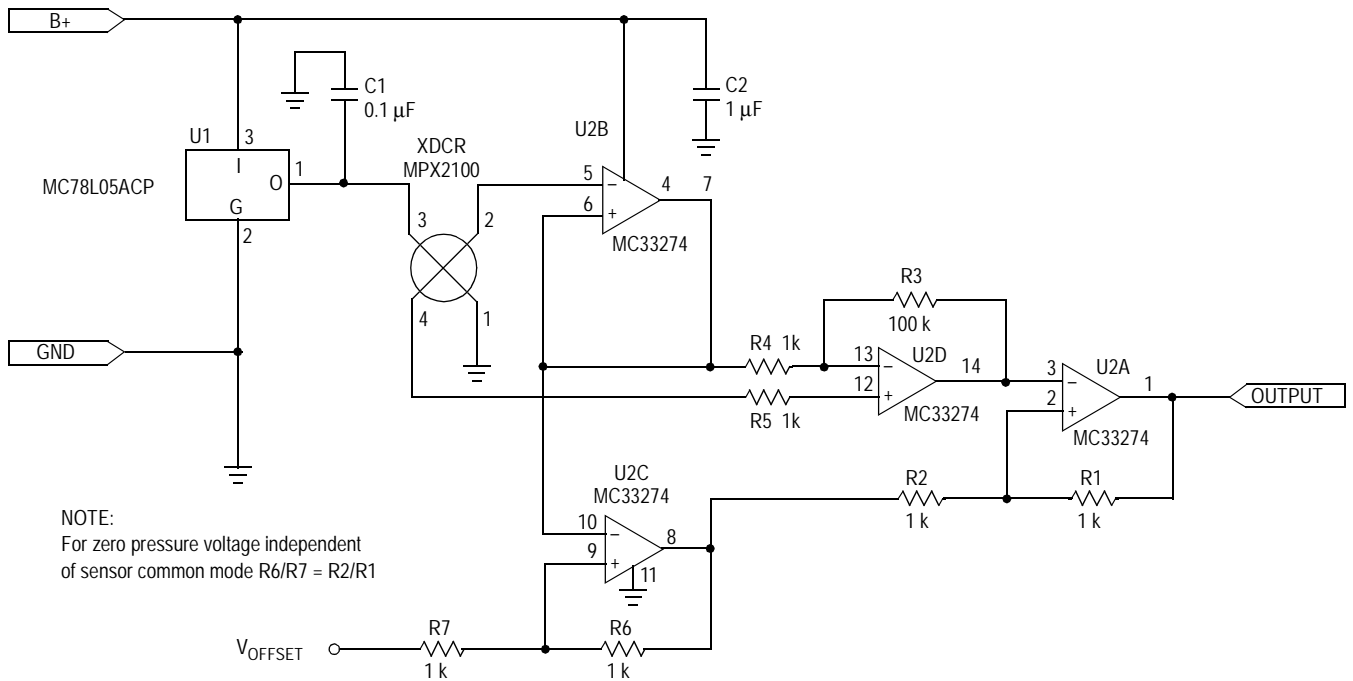 B+
C1
0.1 µF
C2
1 µF
U1
3
I
1
O
G
2
MC78L05ACP
XDCR
MPX2100
3
2
4
1
U2B
5
−
4
7
6
+
MC33274
GND
R3
100 k
R4 1k
13
−
U2D
14
12
+
MC33274
R5 1k
U2A
3
−
1
2
+
MC33274
OUTPUT
U2C
MC33274
R2
1 k
R1
1 k
10
−
8
9
+
11
NOTE:
For zero pressure voltage independent
of sensor common mode R6/R7 = R2/R1
VOFFSET
R7
1 k
R6
1 k